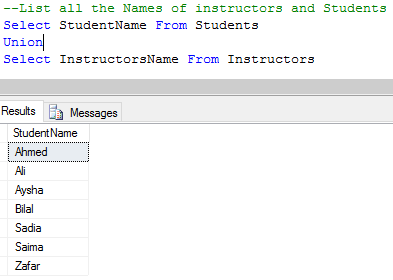 --List all the Names of instructors and Students
Select StudentName From Students
Union
Select InstructorsName From Instructors
Results Messages
StudentName
Ahmed
Ali
Aysha
Bilal
Sadia
Saima
Zafar